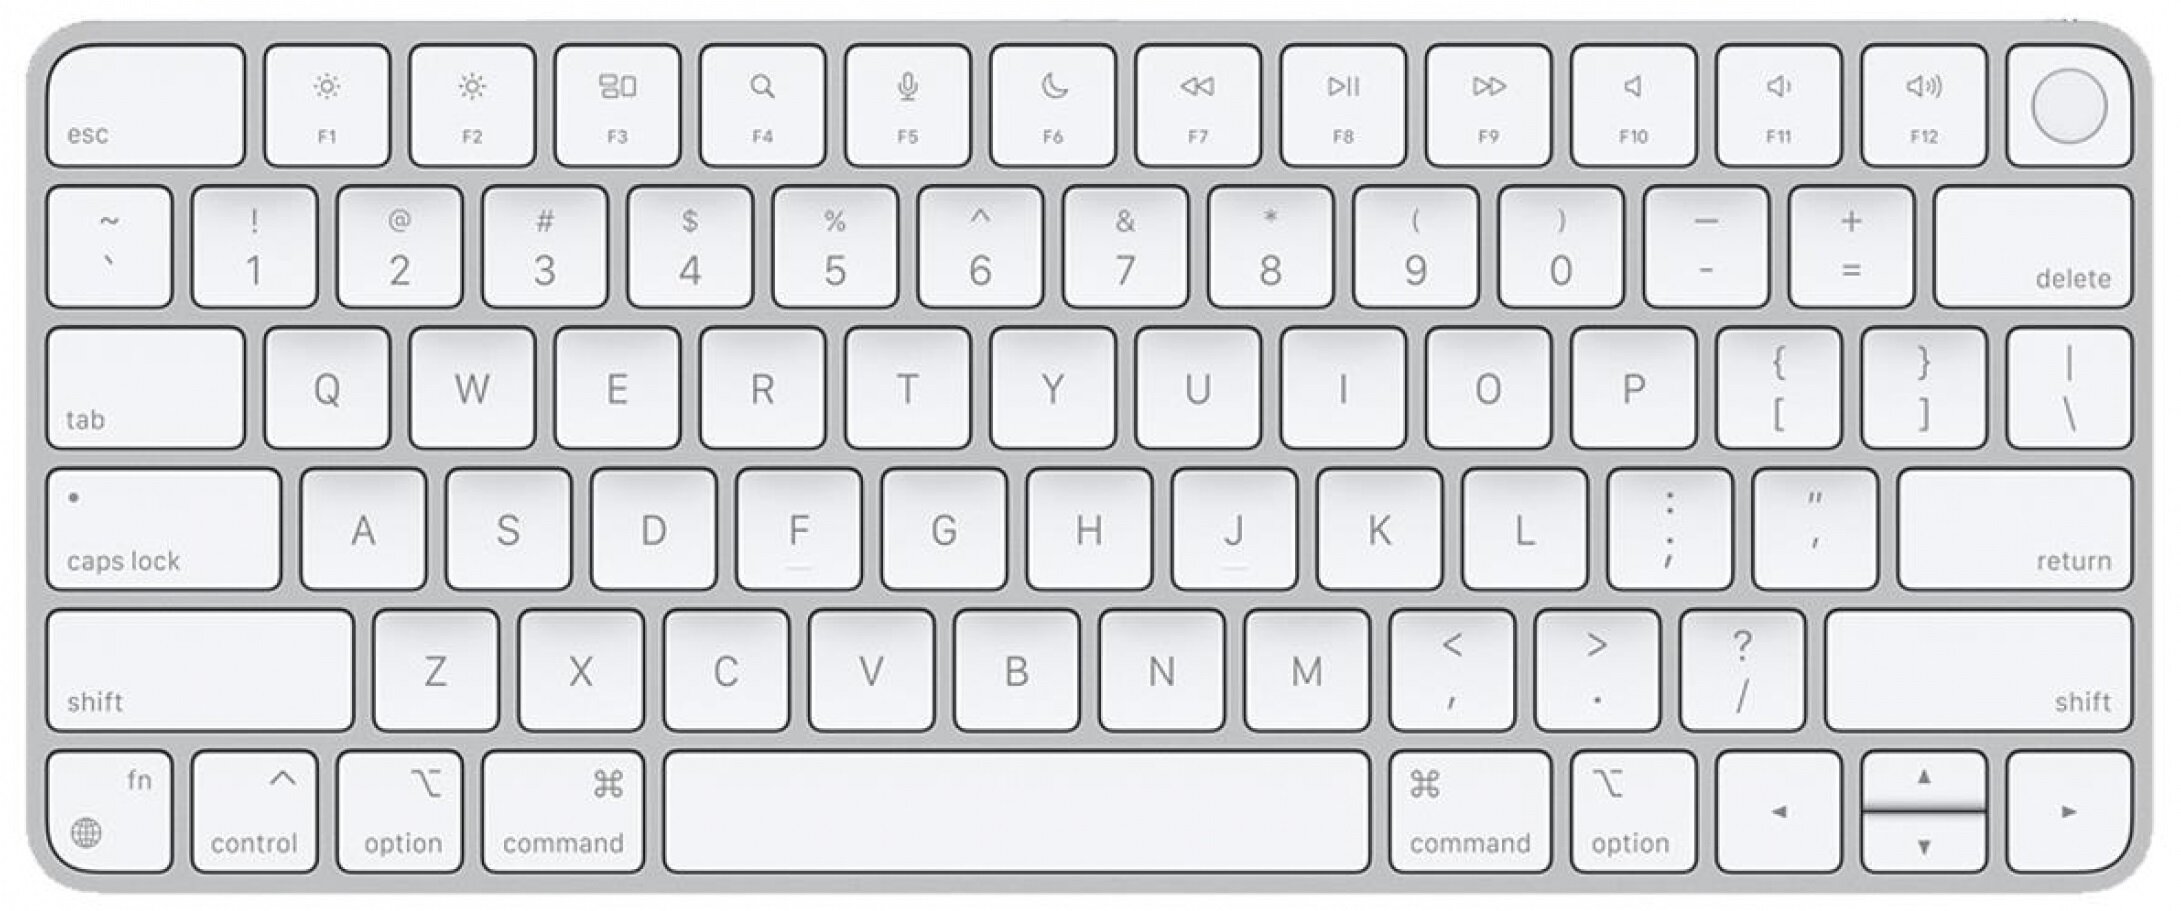 esc F1 F2 F3 F4 F5 F6 F7 F8 F9 F10 F11 F12
~ ! @ # $ % ^ & * ( ) — +
` 1 2 3 4 5 6 7 8 9 0 - = delete
tab Q W E R T Y U I O P { } |
[ ] \
caps lock A S D F G H J K L : "
; ' return
shift Z X C V B N M < > ?
, . / shift
fn ^ ⌥ ⌘ ⌘ ⌥ ▲
◄ ►
control option command command option ▼